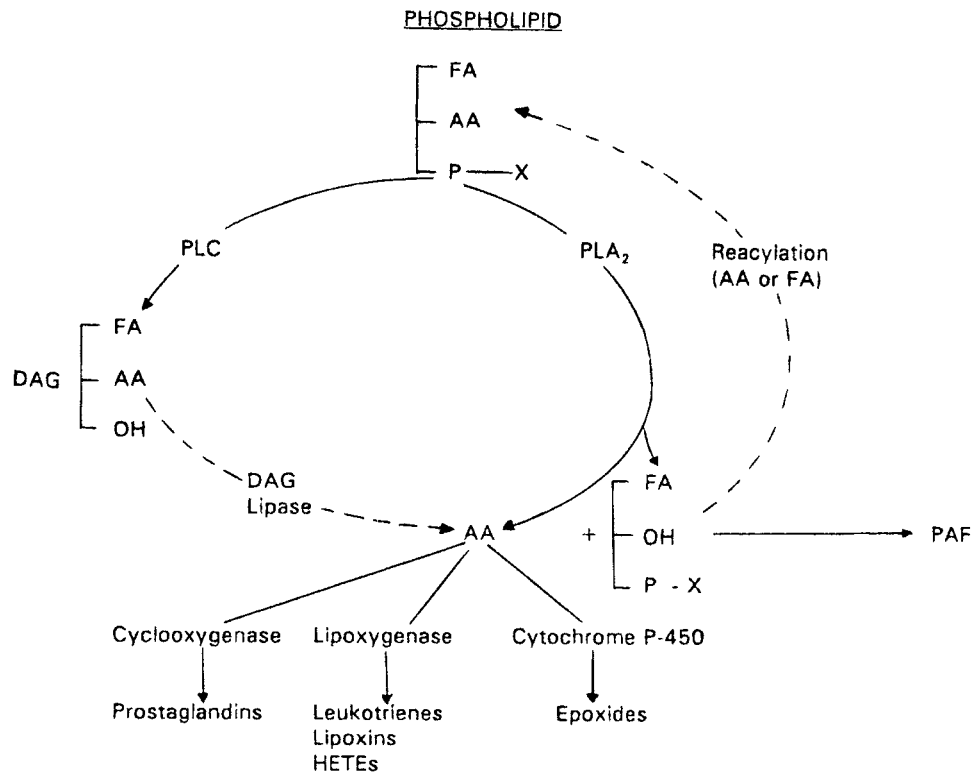 PHOSPHOLIPID
FA
AA
P—X
PLC
PLA₂
Reacylation
(AA or FA)
FA
DAG
AA
OH
DAG
Lipase
AA
+
FA
OH
P - X
PAF
Cyclooxygenase
Lipoxygenase
Cytochrome P-450
Prostaglandins
Leukotrienes
Lipoxins
HETEs
Epoxides